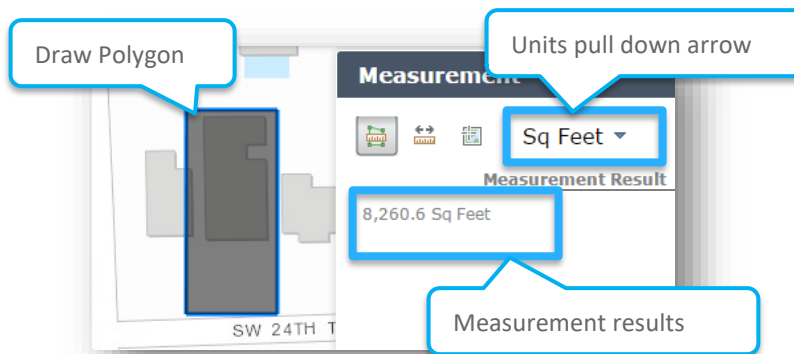 Draw Polygon
Units pull down arrow
Measurement
Sq Feet
Measurement Result
8,260.6 Sq Feet
SW 24TH T
Measurement results